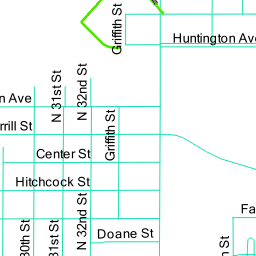 Griffith St
Huntington Ave
N 31st St
N 32nd St
n Ave
Griffith St
rrill St
Center St
Hitchcock St
N 32nd St
Doane St
30th St
31st St
Fa
n St